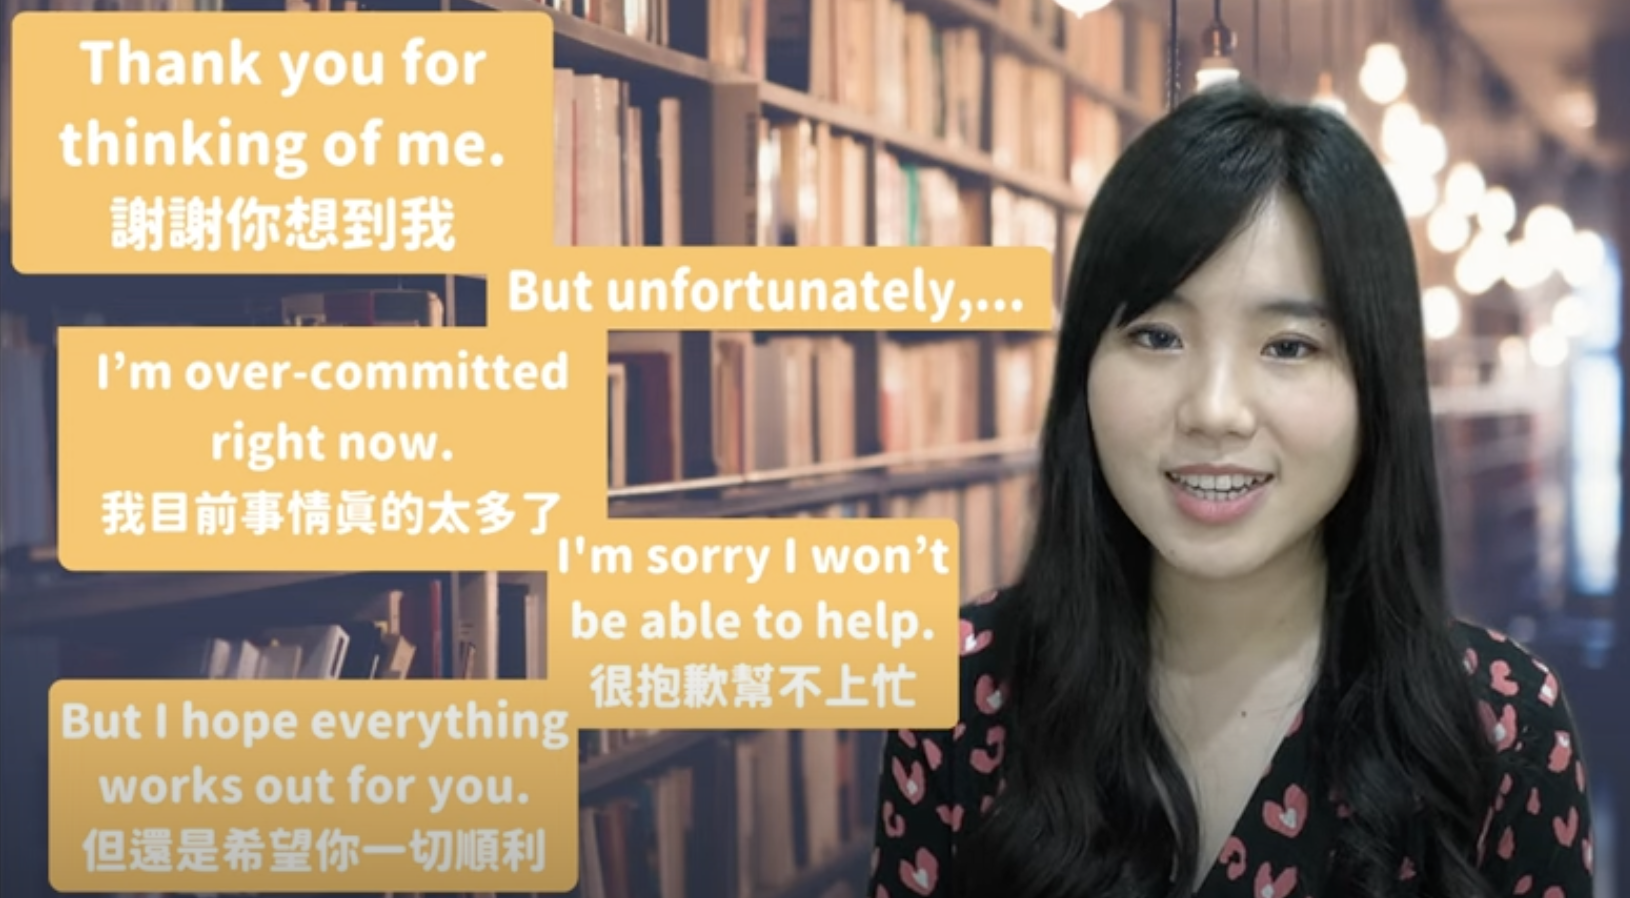 Thank you for
thinking of me.
謝謝你想到我
But unfortunately,...
I’m over-committed
right now.
我目前事情真的太多了
I'm sorry I won’t
be able to help.
很抱歉幫不上忙
But I hope everything
works out for you.
但還是希望你一切順利